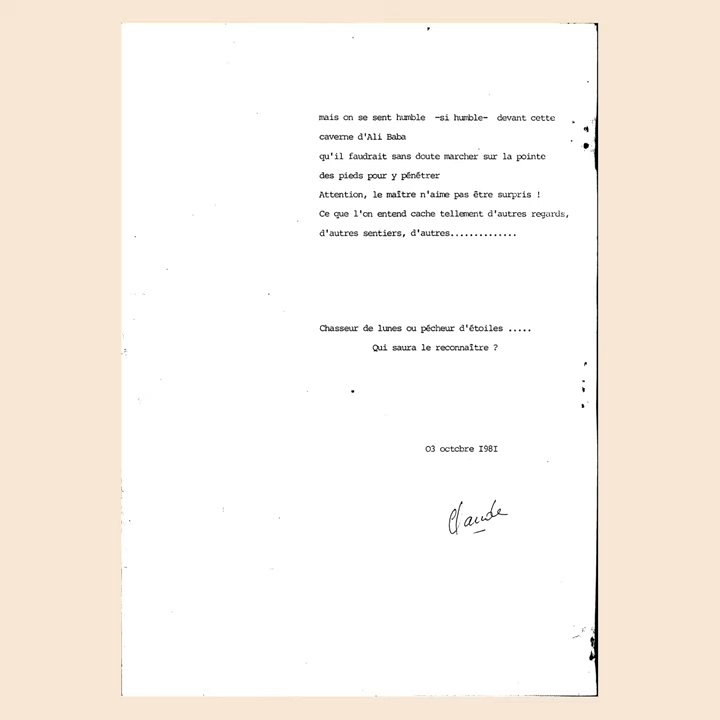 mais on se sent humble -si humble- devant cette
caverne d'Ali Baba
qu'il faudrait sans doute marcher sur la pointe
des pieds pour y pénétrer
Attention, le maître n'aime pas être surpris !
Ce que l'on entend cache tellement d'autres regards,
d'autres sentiers, d'autres..............
Chasseur de lunes ou pêcheur d'étoiles .....
Qui saura le reconnaître ?
03 octobre I98I
Claude